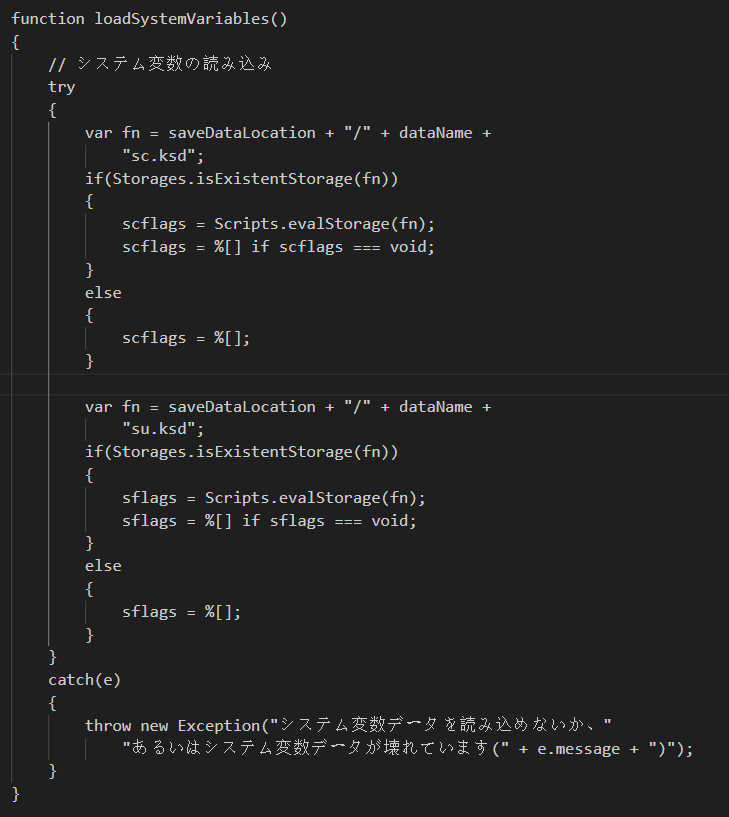 function loadSystemVariables()
{
    // システム変数の読み込み
    try
    {
        var fn = saveDataLocation + "/" + dataName +
            "sc.ksd";
        if(Storages.isExistentStorage(fn))
        {
            scflags = Scripts.evalStorage(fn);
            scflags = %[] if scflags === void;
        }
        else
        {
            scflags = %[];
        }

        var fn = saveDataLocation + "/" + dataName +
            "su.ksd";
        if(Storages.isExistentStorage(fn))
        {
            sflags = Scripts.evalStorage(fn);
            sflags = %[] if sflags === void;
        }
        else
        {
            sflags = %[];
        }
    }
    catch(e)
    {
        throw new Exception("システム変数データを読み込めないか、"
            "あるいはシステム変数データが壊れています(" + e.message + ")");
    }
}